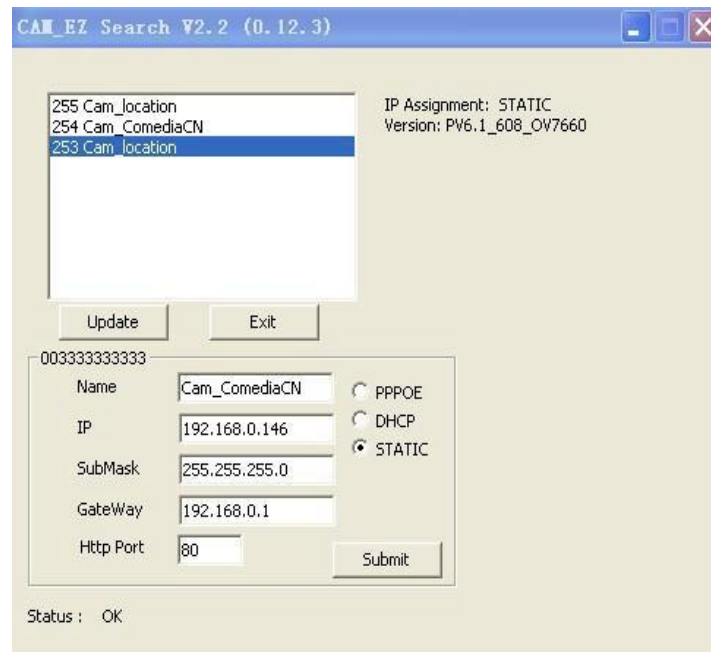 CAM_EZ Search V2.2 (0.12.3)
255 Cam_location
254 Cam_ComediaCN
253 Cam_location
IP Assignment: STATIC
Version: PV6.1_608_OV7660
Update
Exit
003333333333
Name
Cam_ComediaCN
PPPOE
IP
192.168.0.146
DHCP
STATIC
SubMask
255.255.255.0
GateWay
192.168.0.1
Http Port
80
Submit
Status : OK